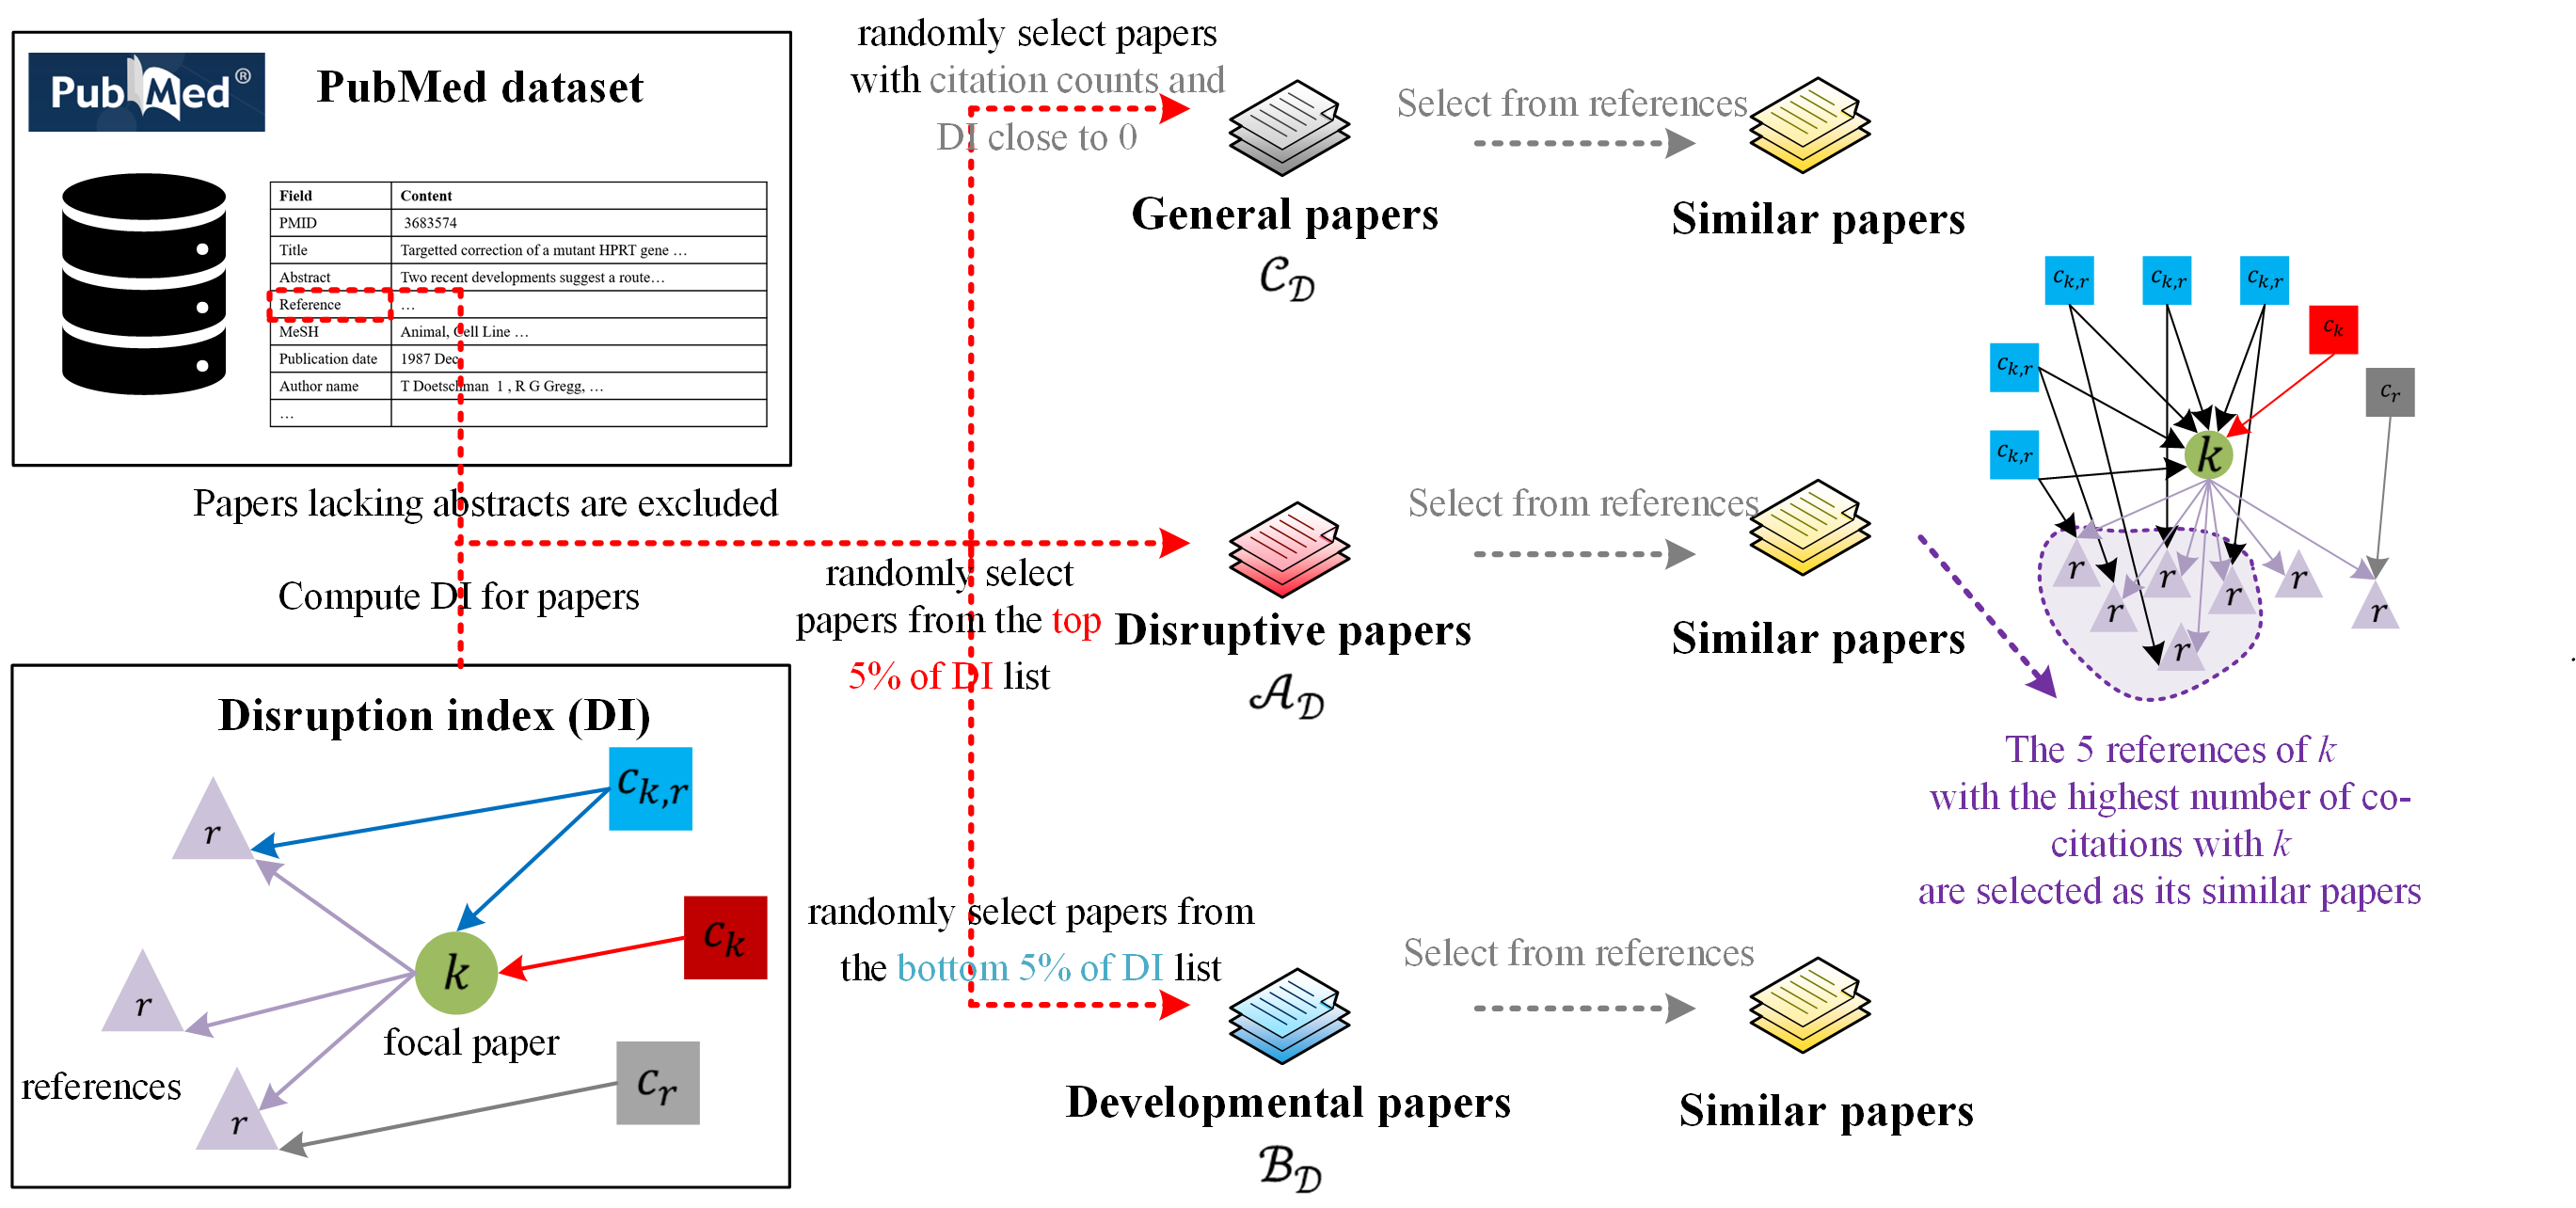 PubMed®
PubMed dataset
Field Content
PMID 3683574
Title Targetted correction of a mutant HPRT gene …
Abstract Two recent developments suggest a route…
Reference …
MeSH Animal, Cell Line …
Publication date 1987 Dec
Author name T Doetschman 1 , R G Gregg, …
…
Papers lacking abstracts are excluded
Compute DI for papers
Disruption index (DI)
c_{k,r}
r
c_k
k
r
focal paper
c_r
references
r
randomly select papers
with citation counts and
DI close to 0
General papers
𝒞_𝒟
Select from references
Similar papers
randomly select
papers from the top
5% of DI list
Disruptive papers
𝒜_𝒟
Select from references
Similar papers
randomly select papers from
the bottom 5% of DI list
Developmental papers
ℬ_𝒟
Select from references
Similar papers
c_{k,r} c_{k,r} c_{k,r}
c_k
c_{k,r}
c_r
c_{k,r}
k
r r r r r r
r
The 5 references of k
with the highest number of co-
citations with k
are selected as its similar papers
.